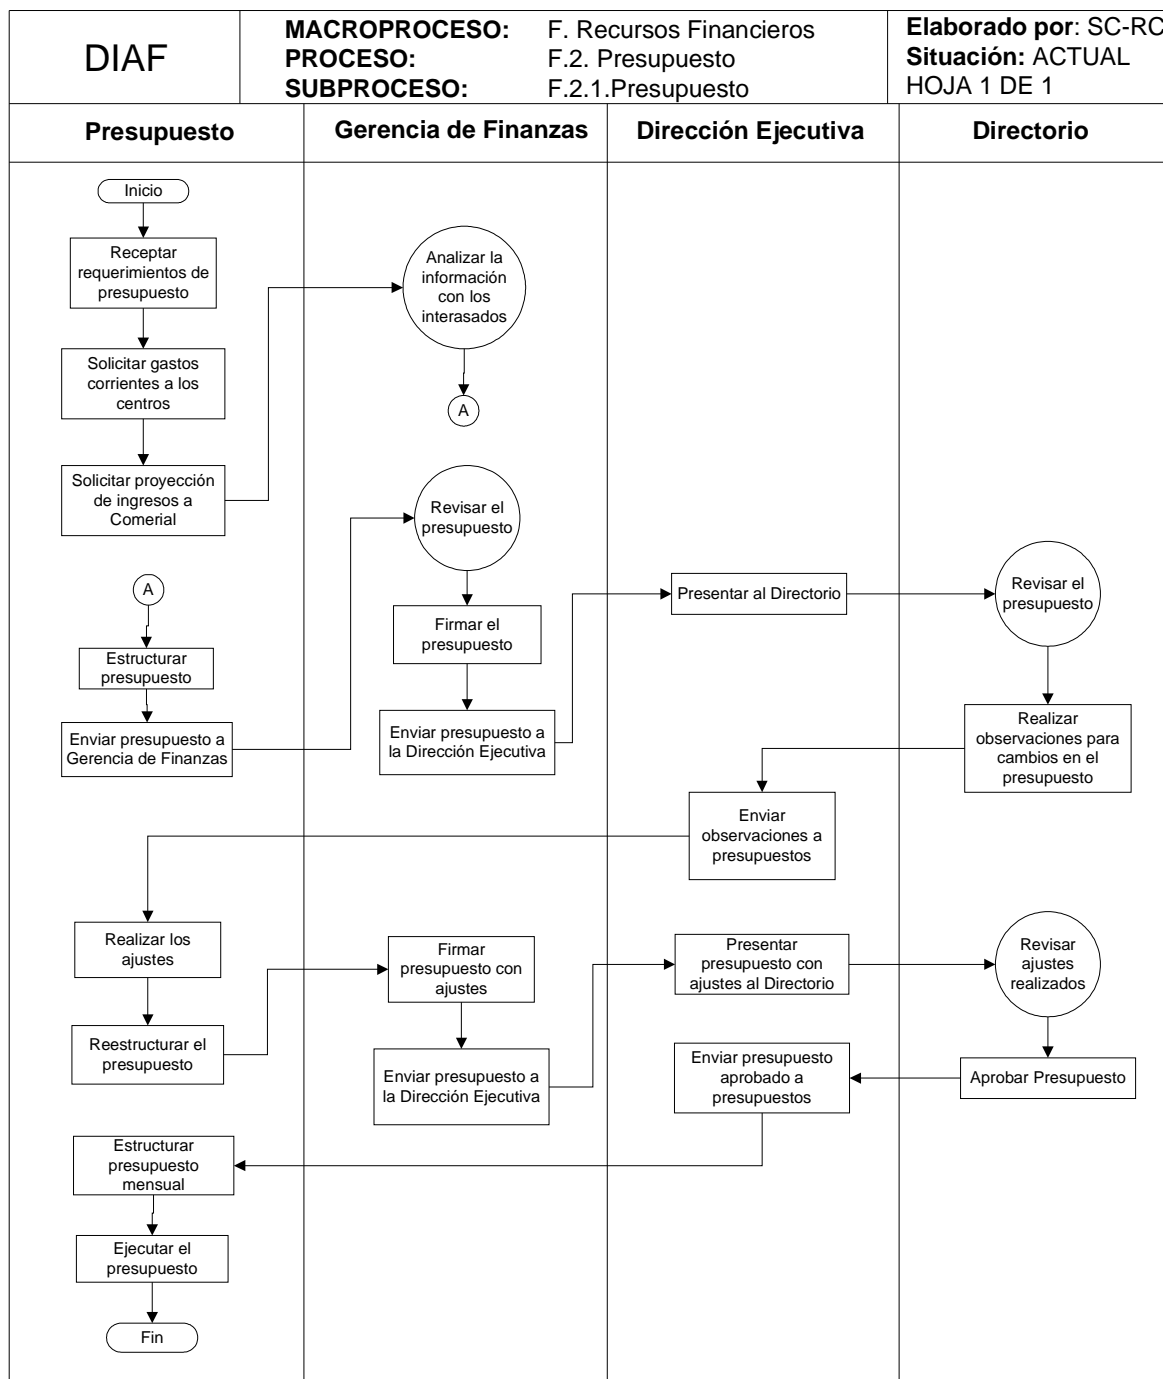 DIAF
MACROPROCESO: F. Recursos Financieros
PROCESO: F.2. Presupuesto
SUBPROCESO: F.2.1.Presupuesto
Elaborado por: SC-RC
Situación: ACTUAL
HOJA 1 DE 1
Presupuesto
Gerencia de Finanzas
Dirección Ejecutiva
Directorio
Inicio
Receptar
requerimientos de
presupuesto
Solicitar gastos
corrientes a los
centros
Solicitar proyección
de ingresos a
Comerial
Analizar la
información
con los
interasados
A
A
Estructurar
presupuesto
Enviar presupuesto a
Gerencia de Finanzas
Revisar el
presupuesto
Firmar el
presupuesto
Enviar presupuesto a
la Dirección Ejecutiva
Presentar al Directorio
Revisar el
presupuesto
Realizar
observaciones para
cambios en el
presupuesto
Enviar
observaciones a
presupuestos
Realizar los
ajustes
Reestructurar el
presupuesto
Firmar
presupuesto con
ajustes
Enviar presupuesto a
la Dirección Ejecutiva
Presentar
presupuesto con
ajustes al Directorio
Revisar
ajustes
realizados
Aprobar Presupuesto
Enviar presupuesto
aprobado a
presupuestos
Estructurar
presupuesto
mensual
Ejecutar el
presupuesto
Fin